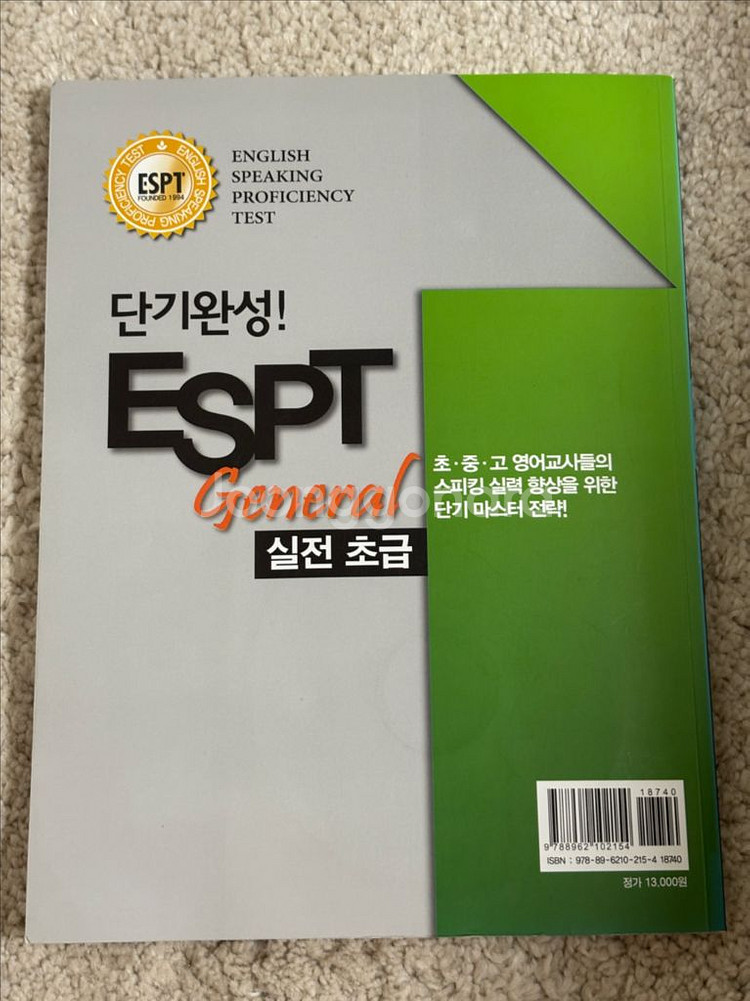 ENGLISH SPEAKING PROFICIENCY TEST
ESPT
FOUNDED 1994
ENGLISH
SPEAKING
PROFICIENCY
TEST
단기완성!
ESPT
General
실전 초급
초·중·고 영어교사들의
스피킹 실력 향상을 위한
단기 마스터 전략!
18740
9 788962 102154
ISBN : 978-89-6210-215-4 18740
정가 13,000원